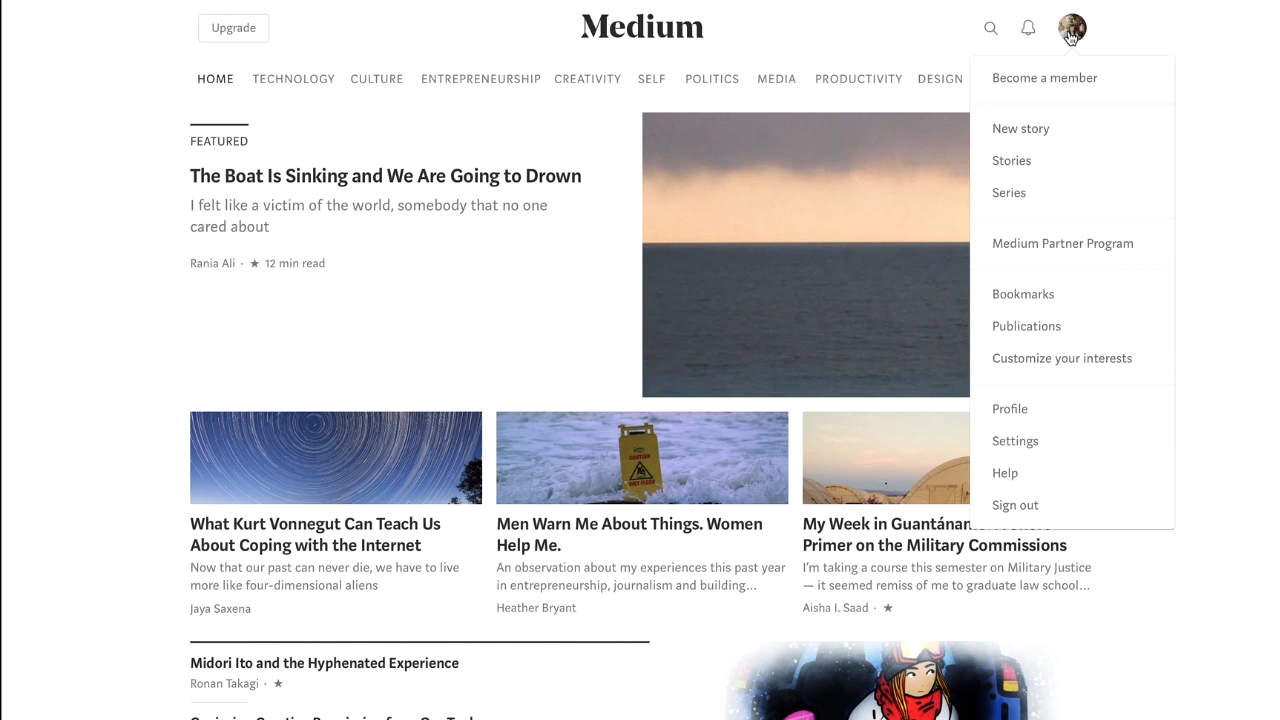 Upgrade
Medium
HOME TECHNOLOGY CULTURE ENTREPRENEURSHIP CREATIVITY SELF POLITICS MEDIA PRODUCTIVITY DESIGN
Become a member
New story
Stories
Series
Medium Partner Program
Bookmarks
Publications
Customize your interests
Profile
Settings
Help
Sign out
FEATURED
The Boat Is Sinking and We Are Going to Drown
I felt like a victim of the world, somebody that no one
cared about
Rania Ali · ★ 12 min read
CAUTION
WET FLOOR
What Kurt Vonnegut Can Teach Us
About Coping with the Internet
Now that our past can never die, we have to live
more like four-dimensional aliens
Jaya Saxena
Men Warn Me About Things. Women
Help Me.
An observation about my experiences this past year
in entrepreneurship, journalism and building...
Heather Bryant
My Week in
Primer on the Military Commissions
I'm taking a course this semester on Military Justice
— it seemed remiss of me to graduate law school...
Aisha I. Saad · ★
Midori Ito and the Hyphenated Experience
Ronan Takagi · ★